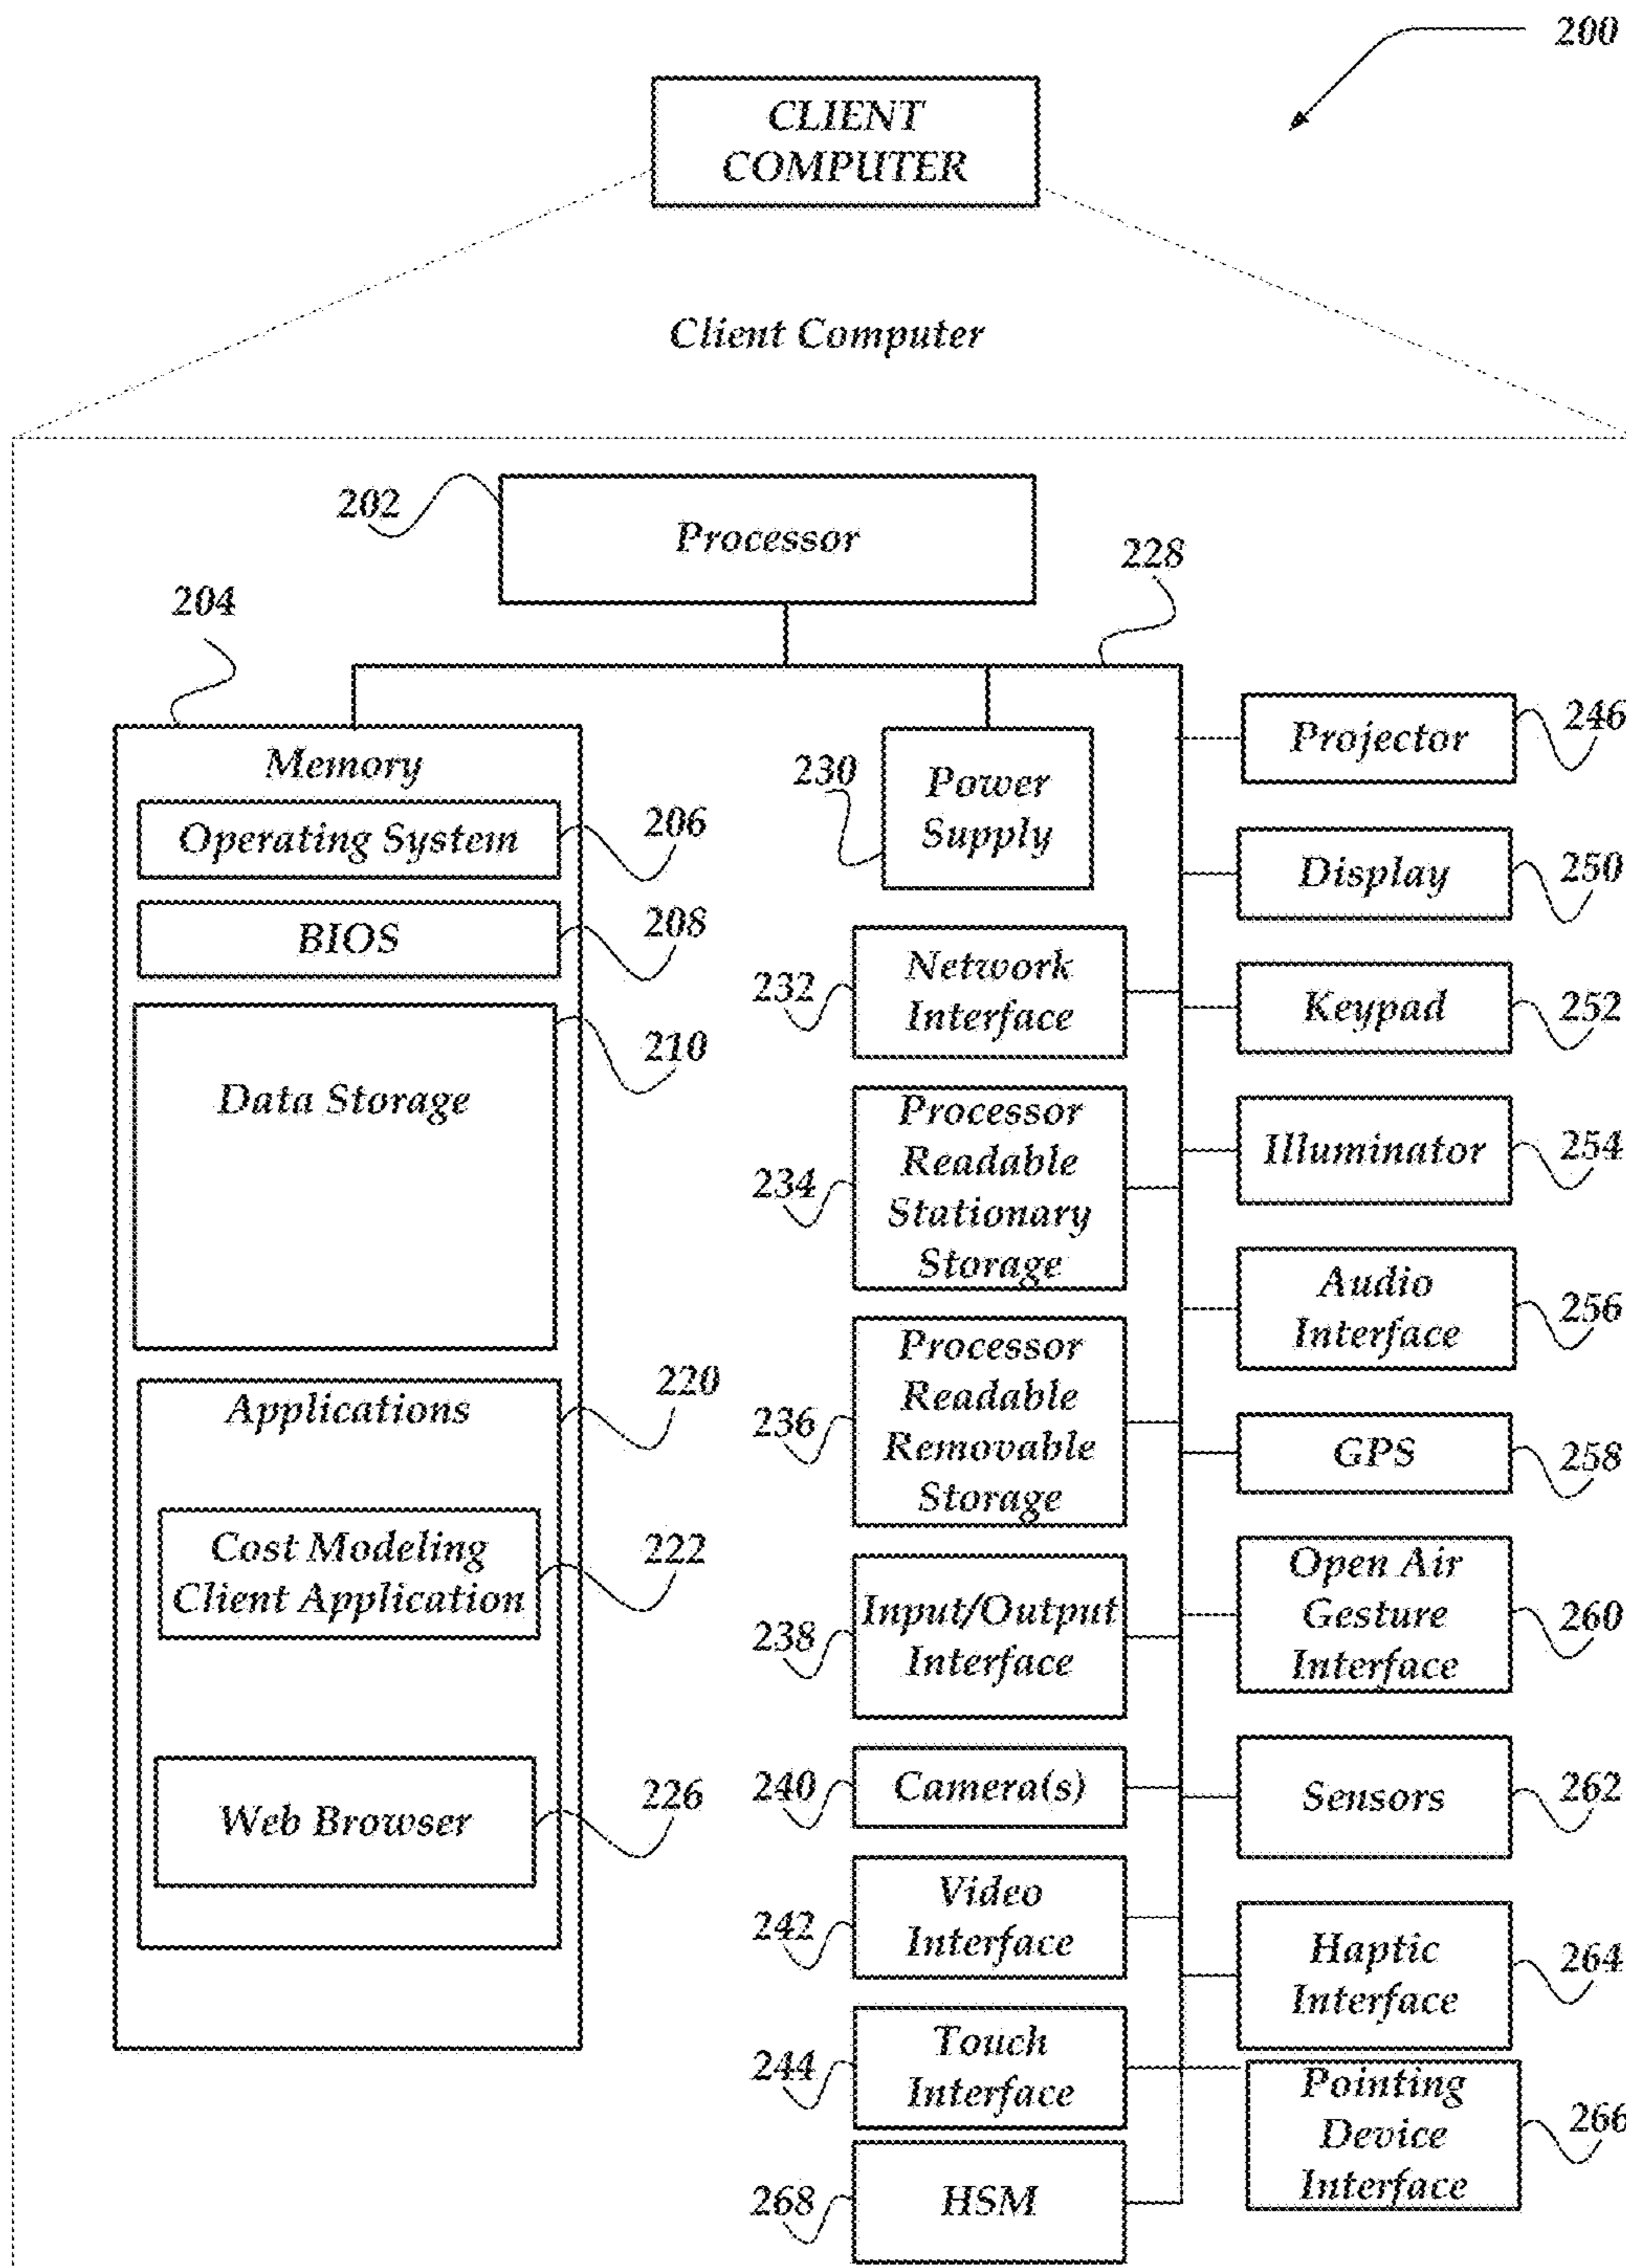 200
CLIENT
COMPUTER
Client Computer
202
Processor
228
204
Memory
Operating System
206
BIOS
208
Data Storage
210
Applications
220
Cost Modeling
Client Application
222
Web Browser
226
230
Power
Supply
232
Network
Interface
234
Processor
Readable
Stationary
Storage
236
Processor
Readable
Removable
Storage
238
Input/Output
Interface
240
Camera(s)
242
Video
Interface
244
Touch
Interface
268
HSM
Projector
246
Display
250
Keypad
252
Illuminator
254
Audio
Interface
256
GPS
258
Open Air
Gesture
Interface
260
Sensors
262
Haptic
Interface
264
Pointing
Device
Interface
266